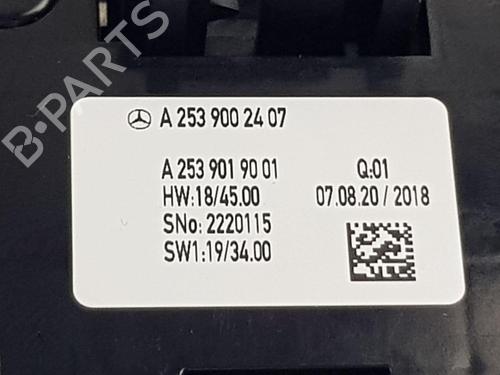 B-PARTS
A 253 900 24 07
A 253 901 90 01
Q:01
HW:18/45.00
07.08.20 / 2018
SNo: 2220115
SW1:19/34.00